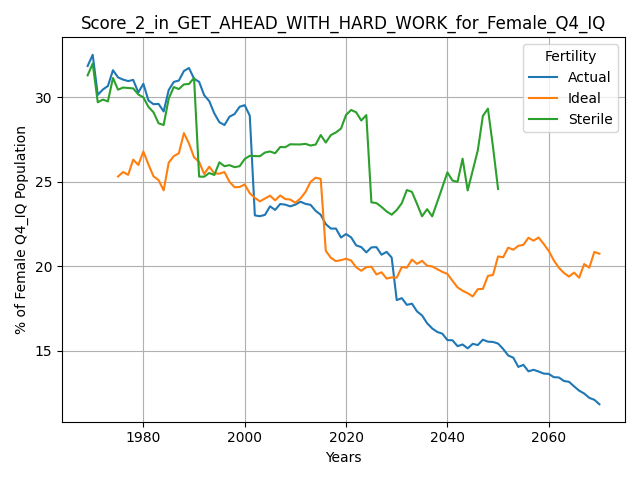 Score_2_in_GET_AHEAD_WITH_HARD_WORK_for_Female_Q4_IQ
Fertility
Actual
Ideal
Sterile
% of Female Q4_IQ Population
30
25
20
15
1980
2000
2020
2040
2060
Years